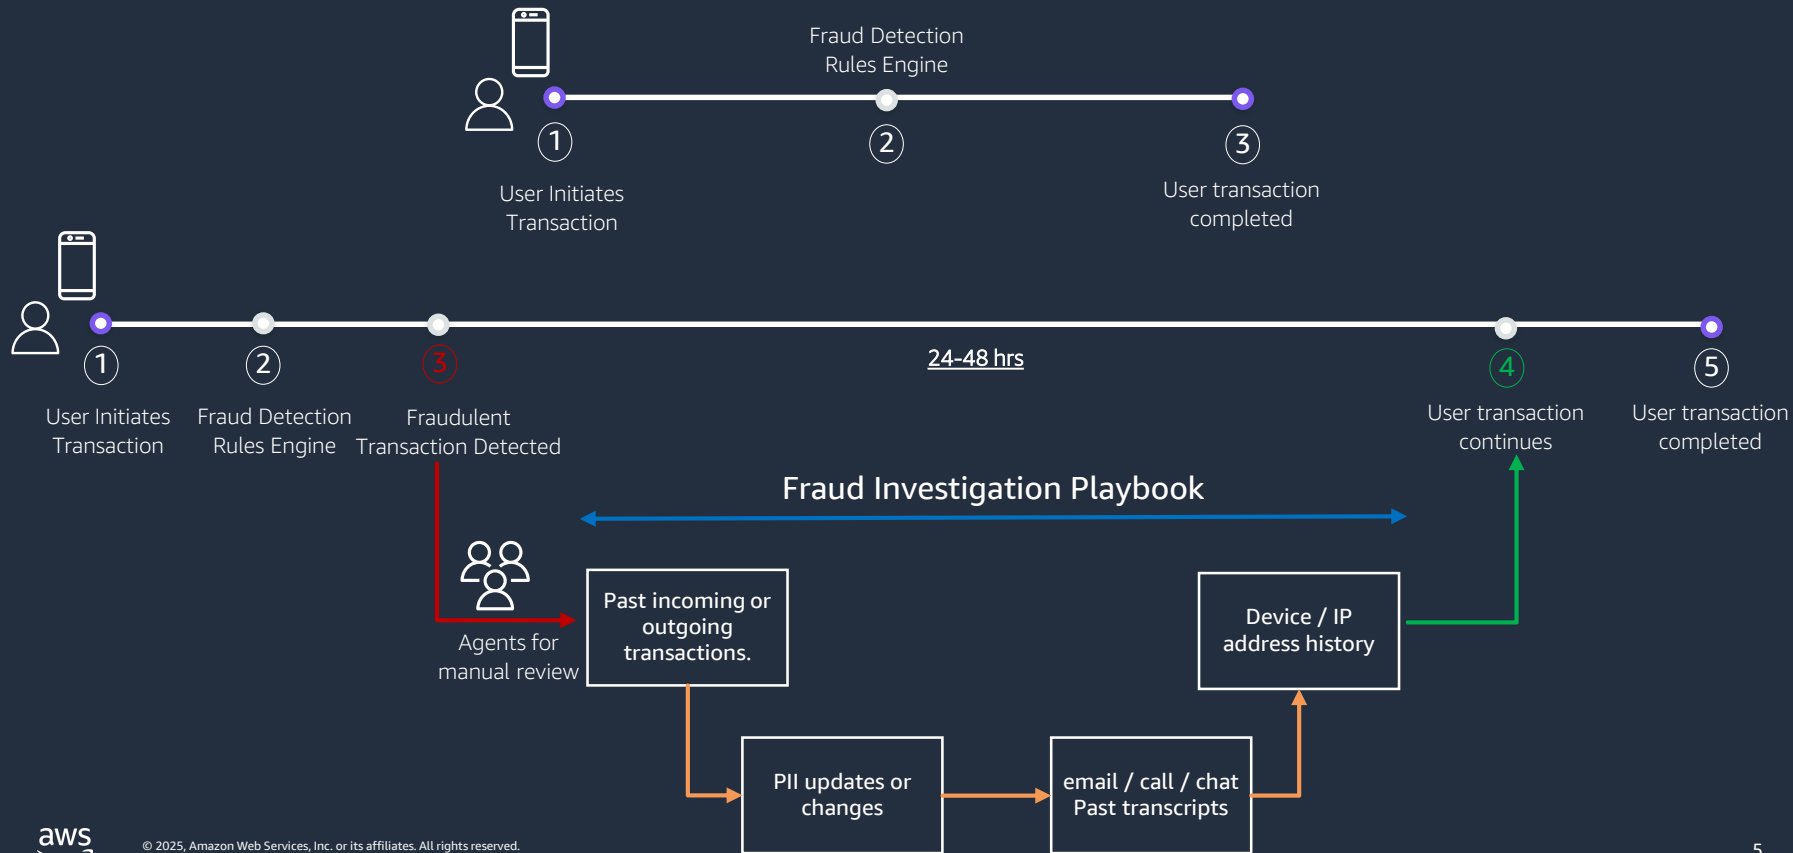 Fraud Detection
Rules Engine
1
2
3
User Initiates
Transaction
User transaction
completed
1
2
3
24-48 hrs
4
5
User Initiates
Transaction
Fraud Detection
Rules Engine
Fraudulent
Transaction Detected
User transaction
continues
User transaction
completed
Fraud Investigation Playbook
Agents for
manual review
Past incoming or
outgoing
transactions.
Device / IP
address history
PII updates or
changes
email / call / chat
Past transcripts
aws
© 2025, Amazon Web Services, Inc. or its affiliates. All rights reserved.
5